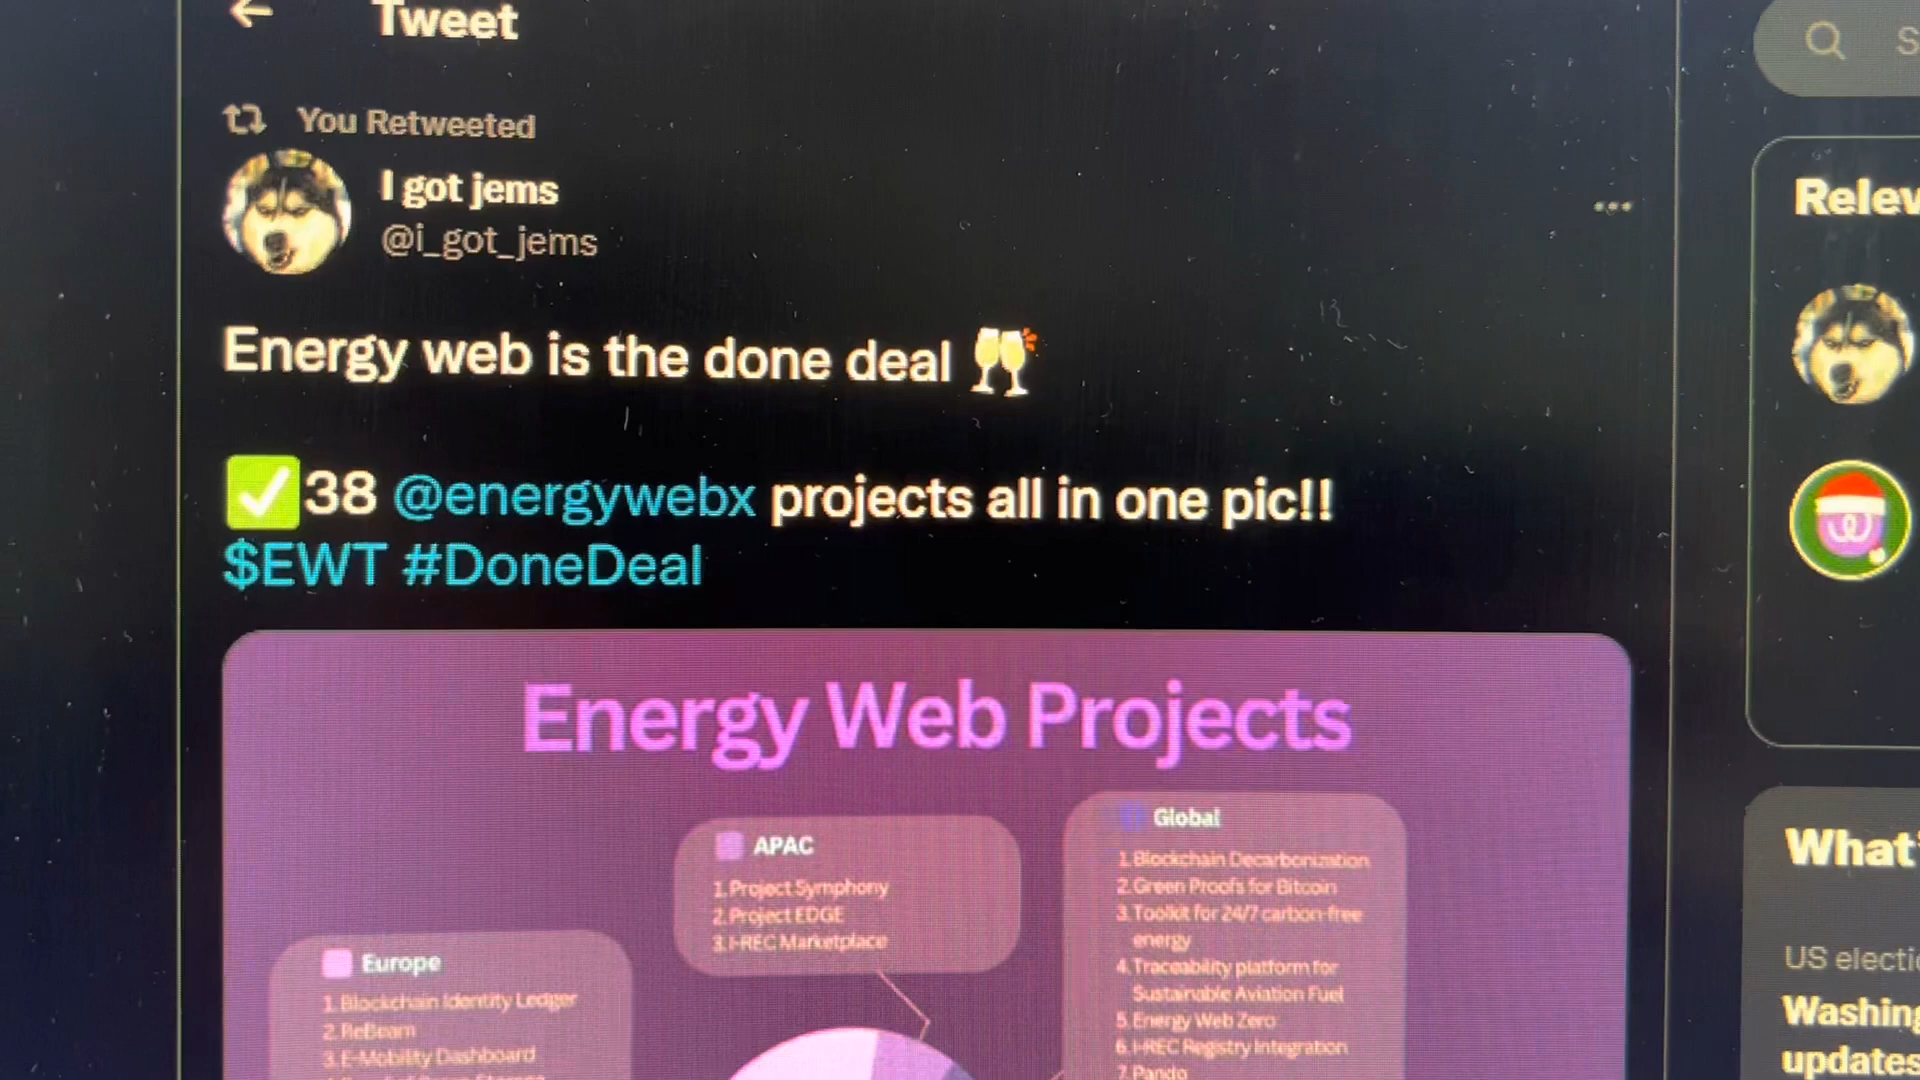 Tweet
You Retweeted
I got jems
@i_got_jems
Energy web is the done deal 🥂
✅38 @energywebx projects all in one pic!!
$EWT #DoneDeal
Energy Web Projects
APAC
1. Project Symphony
2. Project EDGE
3. I-REC Marketplace
Global
1. Blockchain Decarbonization
2. Green Proofs for Bitcoin
3. Toolkit for 24/7 carbon-free
energy
4. Traceability platform for
Sustainable Aviation Fuel
5. Energy Web Zero
6. I-REC Registry Integration
7. Pando
Europe
1. Blockchain Identity Ledger
2. ReBeam
3. E-Mobility Dashboard
S
Relev
What'
US electi
Washing
updates